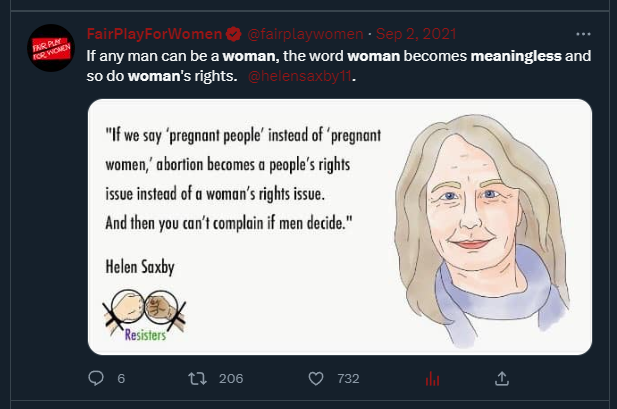 FairPlayForWomen @fairplaywomen · Sep 2, 2021
FAIR PLAY
FOR WOMEN
If any man can be a woman, the word woman becomes meaningless and
so do woman's rights. @helensaxby11.
"If we say 'pregnant people' instead of 'pregnant
women,' abortion becomes a people's rights
issue instead of a woman's rights issue.
And then you can't complain if men decide."
Helen Saxby
Resisters
6 206 732